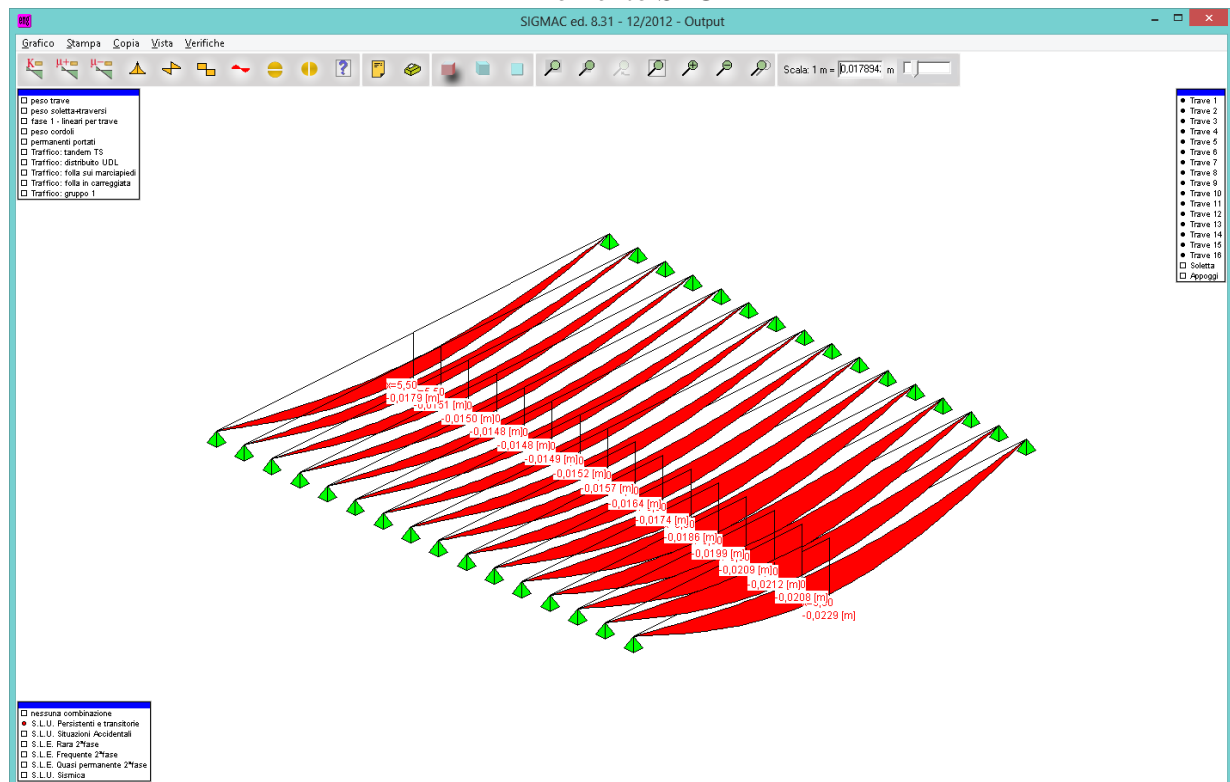 SIGMAC ed. 8.31 - 12/2012 - Output
Grafico Stampa Copia Vista Verifiche
K= μ+= μ-= Scala: 1 m = 0,017894 m
peso trave
peso soletta+traversi
fase 1 - lineari per trave
peso cordoli
permanenti portati
Traffico: tandem TS
Traffico: distribuito UDL
Traffico: folla sui marciapiedi
Traffico: folla in carreggiata
Traffico: gruppo 1
Trave 1
Trave 2
Trave 3
Trave 4
Trave 5
Trave 6
Trave 7
Trave 8
Trave 9
Trave 10
Trave 11
Trave 12
Trave 13
Trave 14
Trave 15
Trave 16
Soletta
Appoggi
x=5,50
-0,0179 [m]
-0,0150 [m]
-0,0148 [m]
-0,0148 [m]
-0,0149 [m]
-0,0152 [m]
-0,0157 [m]
-0,0164 [m]
-0,0174 [m]
-0,0186 [m]
-0,0199 [m]
-0,0209 [m]
-0,0212 [m]
-0,0208 [m]
-0,0229 [m]
nessuna combinazione
S.L.U. Persistenti e transitorie
S.L.U. Situazioni Accidentali
S.L.E. Rara 2ªfase
S.L.E. Frequente 2ªfase
S.L.E. Quasi permanente 2ªfase
S.L.U. Sismica